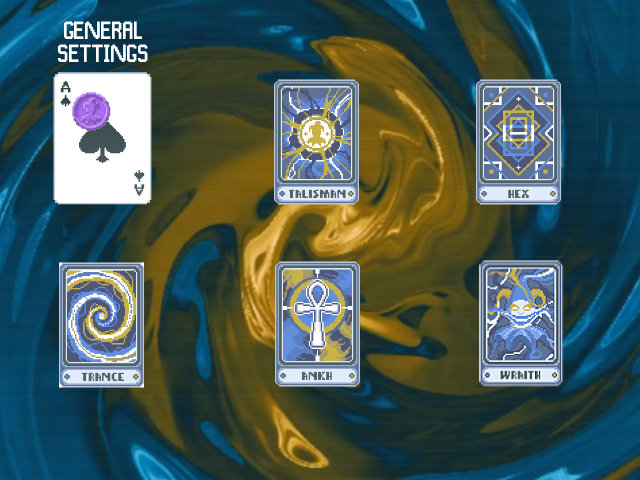 GENERAL
SETTINGS
A
A
TALISMAN
HEX
TRANCE
ANKH
WRAITH